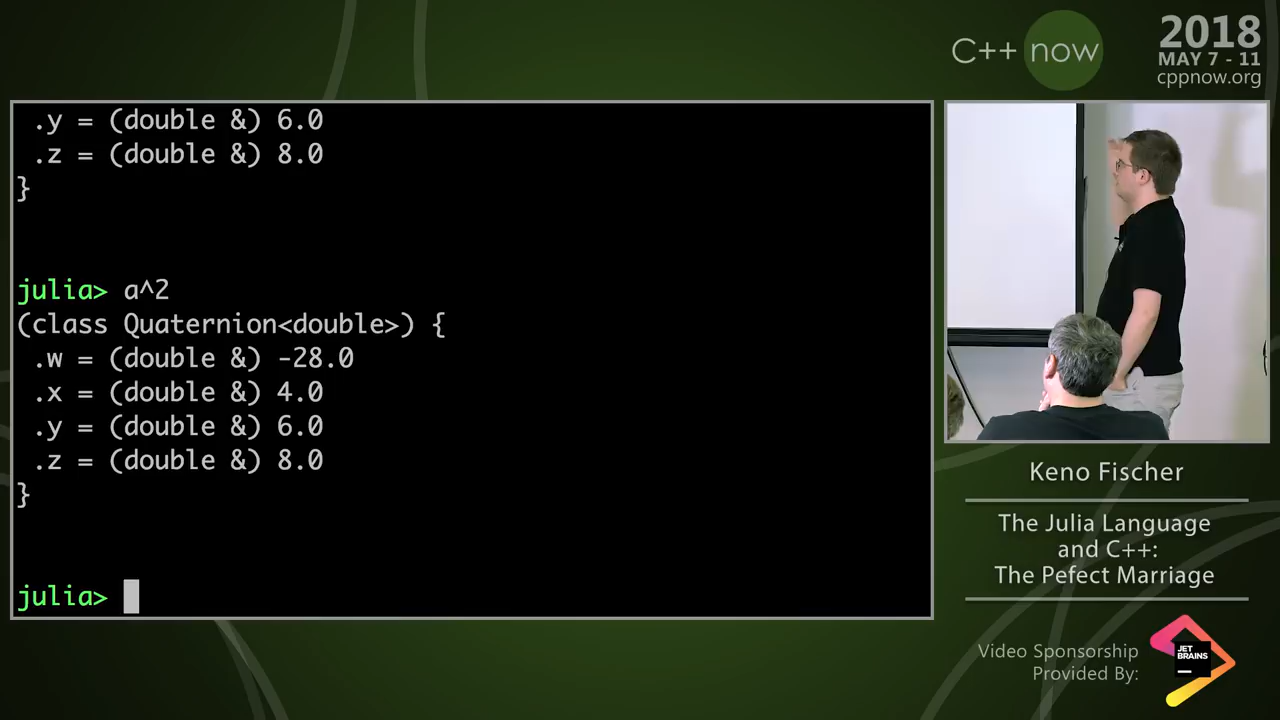 C++ now
2018
MAY 7 - 11
cppnow.org
.y = (double &) 6.0
.z = (double &) 8.0
}
julia> a^2
(class Quaternion<double>) {
.w = (double &) -28.0
.x = (double &) 4.0
.y = (double &) 6.0
.z = (double &) 8.0
}
julia>
Keno Fischer
The Julia Language
and C++:
The Pefect Marriage
Video Sponsorship
Provided By:
JET
BRAINS